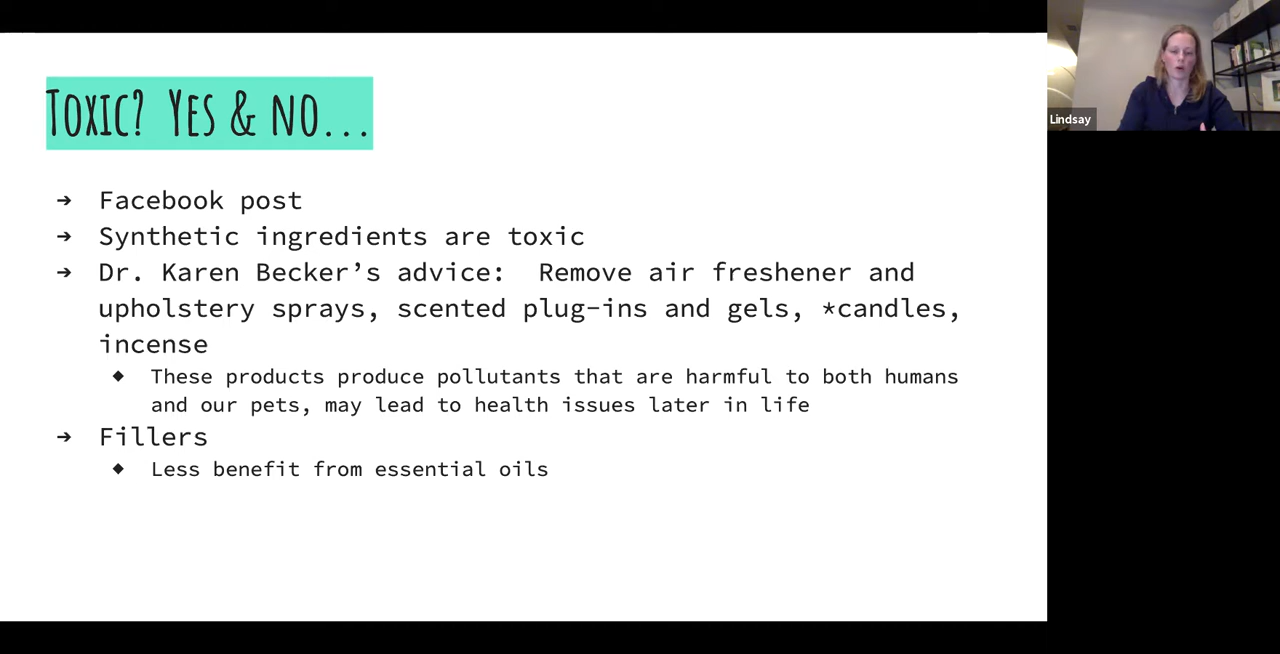 Toxic? Yes & no...
Lindsay
➔ Facebook post
➔ Synthetic ingredients are toxic
➔ Dr. Karen Becker’s advice: Remove air freshener and
upholstery sprays, scented plug-ins and gels, *candles,
incense
◆ These products produce pollutants that are harmful to both humans
and our pets, may lead to health issues later in life
➔ Fillers
◆ Less benefit from essential oils